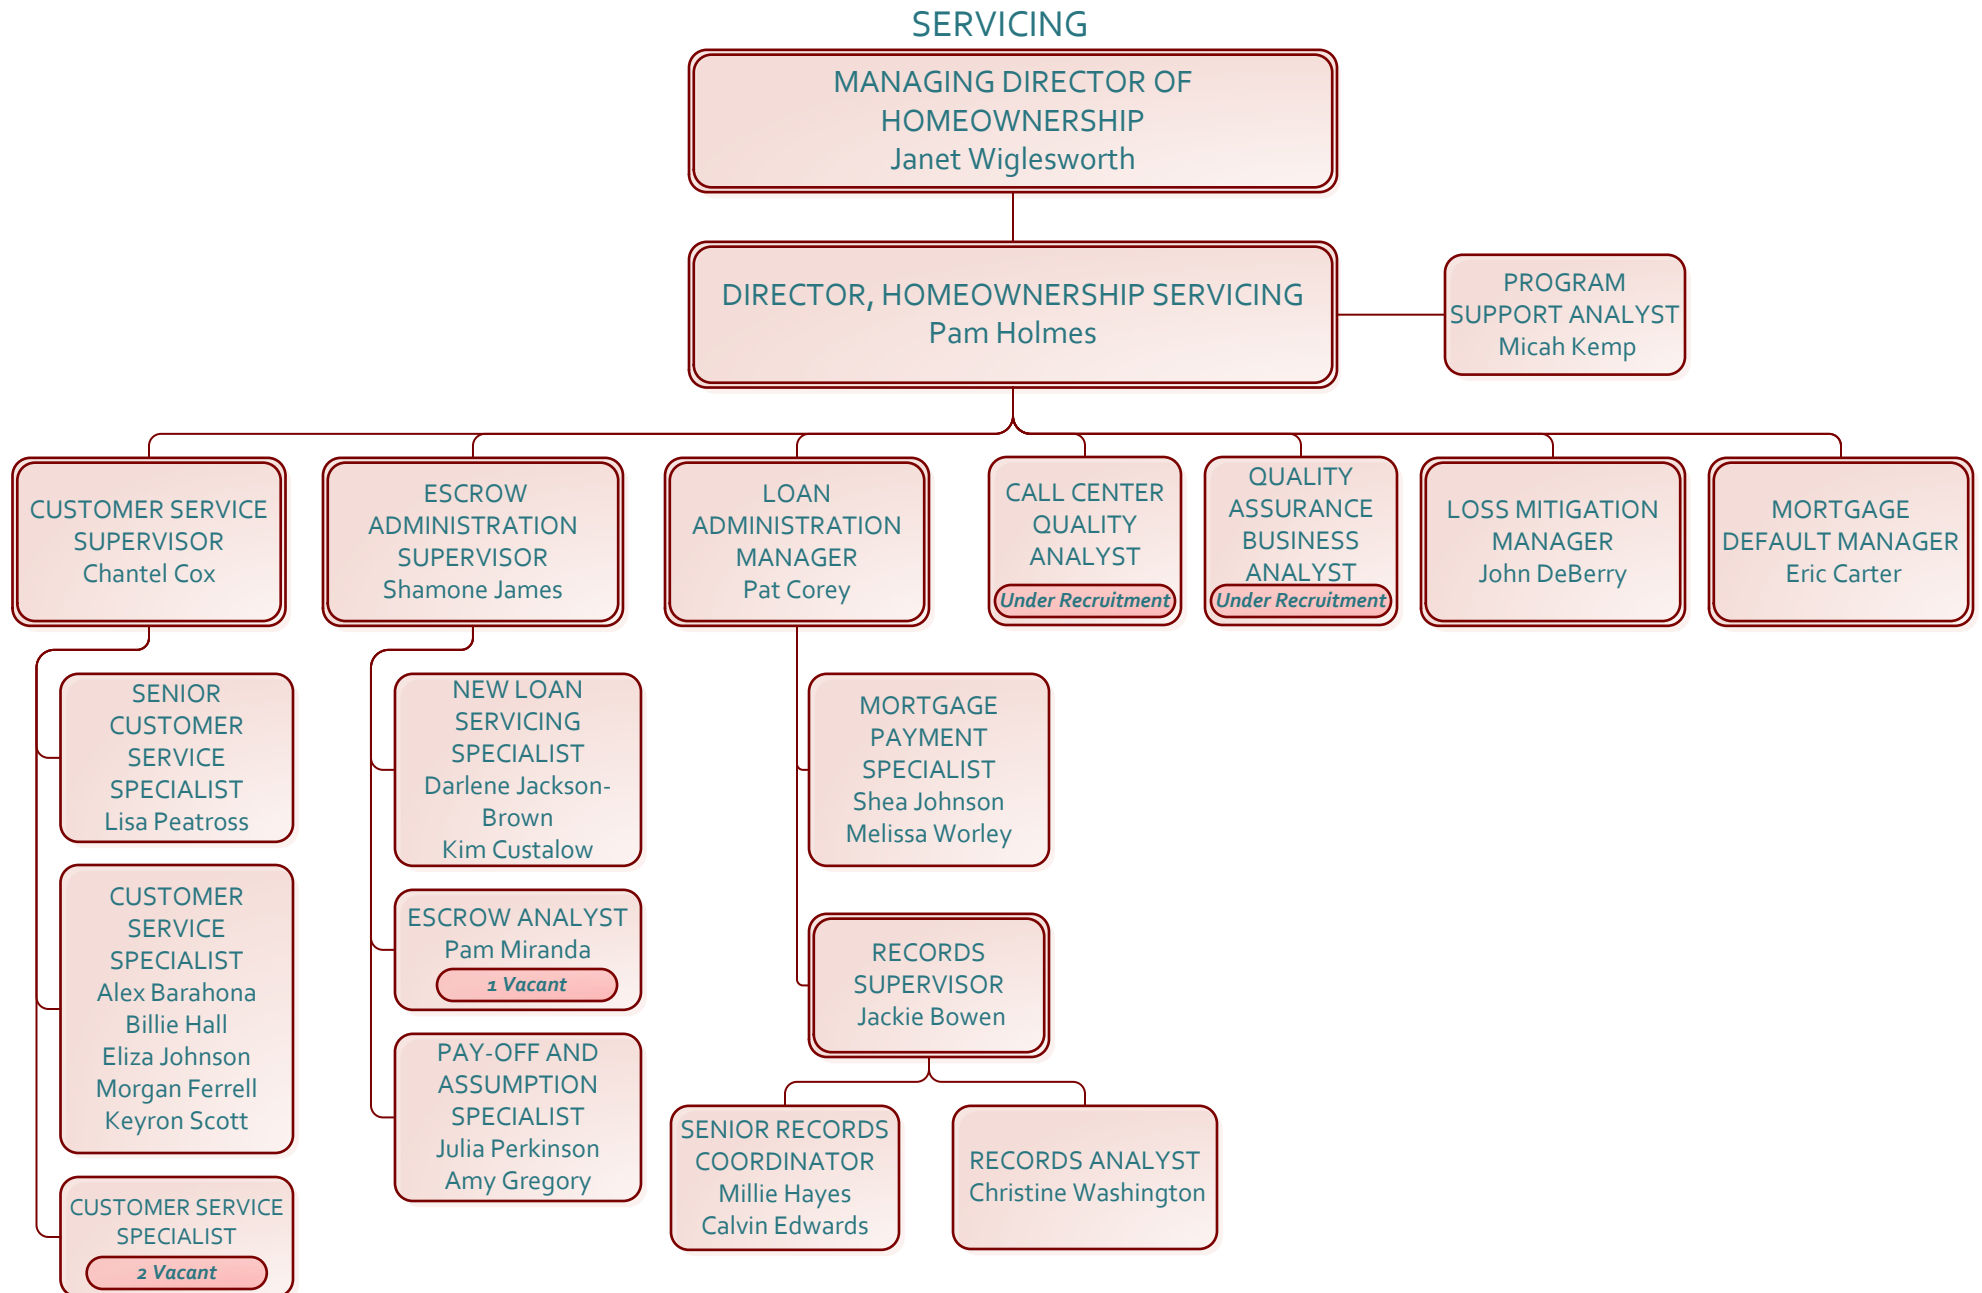 SERVICING
MANAGING DIRECTOR OF
HOMEOWNERSHIP
Janet Wiglesworth
DIRECTOR, HOMEOWNERSHIP SERVICING
Pam Holmes
PROGRAM
SUPPORT ANALYST
Micah Kemp
CUSTOMER SERVICE
SUPERVISOR
Chantel Cox
ESCROW
ADMINISTRATION
SUPERVISOR
Shamone James
LOAN
ADMINISTRATION
MANAGER
Pat Corey
CALL CENTER
QUALITY
ANALYST
Under Recruitment
QUALITY
ASSURANCE
BUSINESS
ANALYST
Under Recruitment
LOSS MITIGATION
MANAGER
John DeBerry
MORTGAGE
DEFAULT MANAGER
Eric Carter
SENIOR
CUSTOMER
SERVICE
SPECIALIST
Lisa Peatross
CUSTOMER
SERVICE
SPECIALIST
Alex Barahona
Billie Hall
Eliza Johnson
Morgan Ferrell
Keyron Scott
CUSTOMER SERVICE
SPECIALIST
2 Vacant
NEW LOAN
SERVICING
SPECIALIST
Darlene Jackson-
Brown
Kim Custalow
ESCROW ANALYST
Pam Miranda
1 Vacant
PAY-OFF AND
ASSUMPTION
SPECIALIST
Julia Perkinson
Amy Gregory
MORTGAGE
PAYMENT
SPECIALIST
Shea Johnson
Melissa Worley
RECORDS
SUPERVISOR
Jackie Bowen
SENIOR RECORDS
COORDINATOR
Millie Hayes
Calvin Edwards
RECORDS ANALYST
Christine Washington